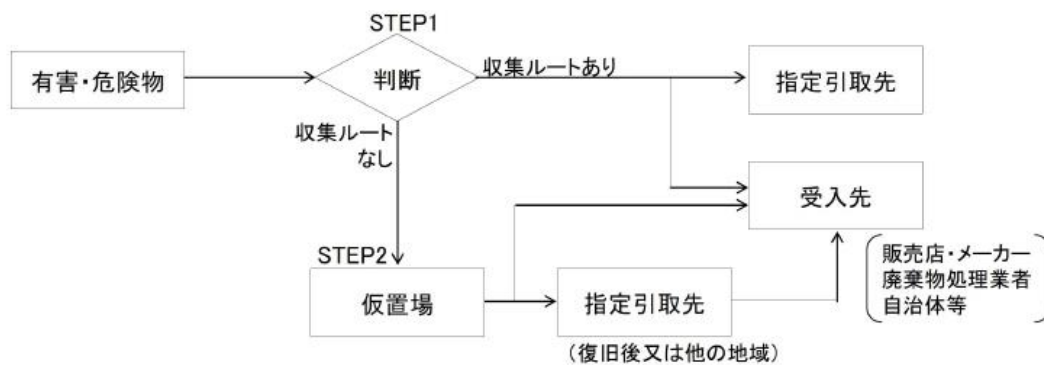 STEP1
有害・危険物
判断
収集ルートあり
指定引取先
収集ルート
なし
受入先
販売店・メーカー
廃棄物処理業者
自治体等
STEP2
仮置場
指定引取先
（復旧後又は他の地域）